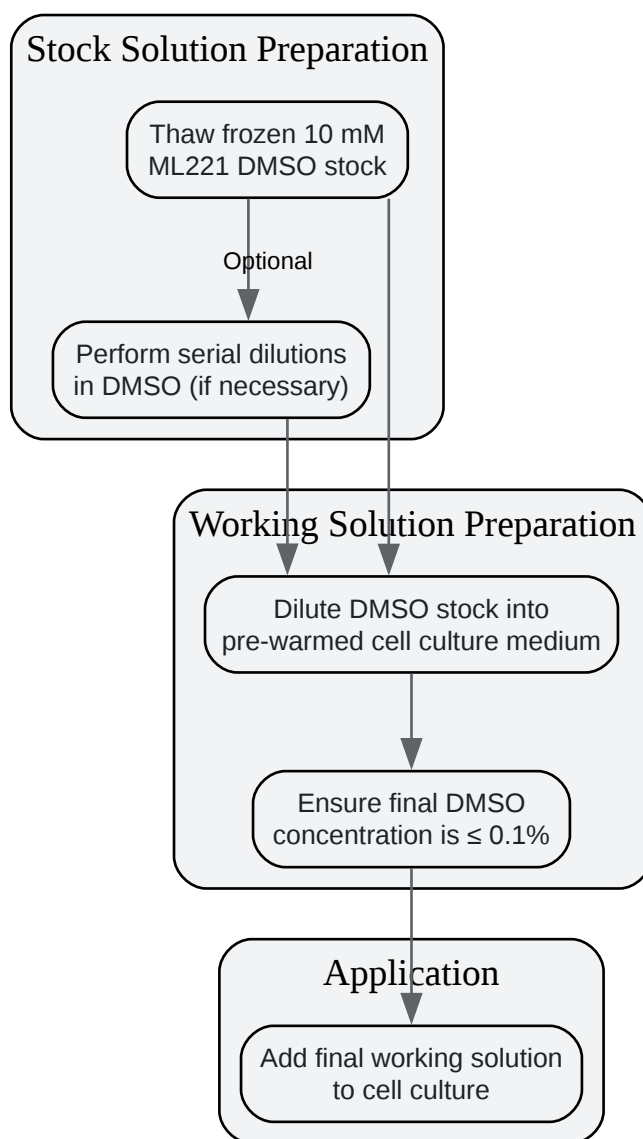 Stock Solution Preparation
Thaw frozen 10 mM
ML221 DMSO stock
Optional
Perform serial dilutions
in DMSO (if necessary)
Working Solution Preparation
Dilute DMSO stock into
pre-warmed cell culture medium
Ensure final DMSO
concentration is ≤ 0.1%
Application
Add final working solution
to cell culture